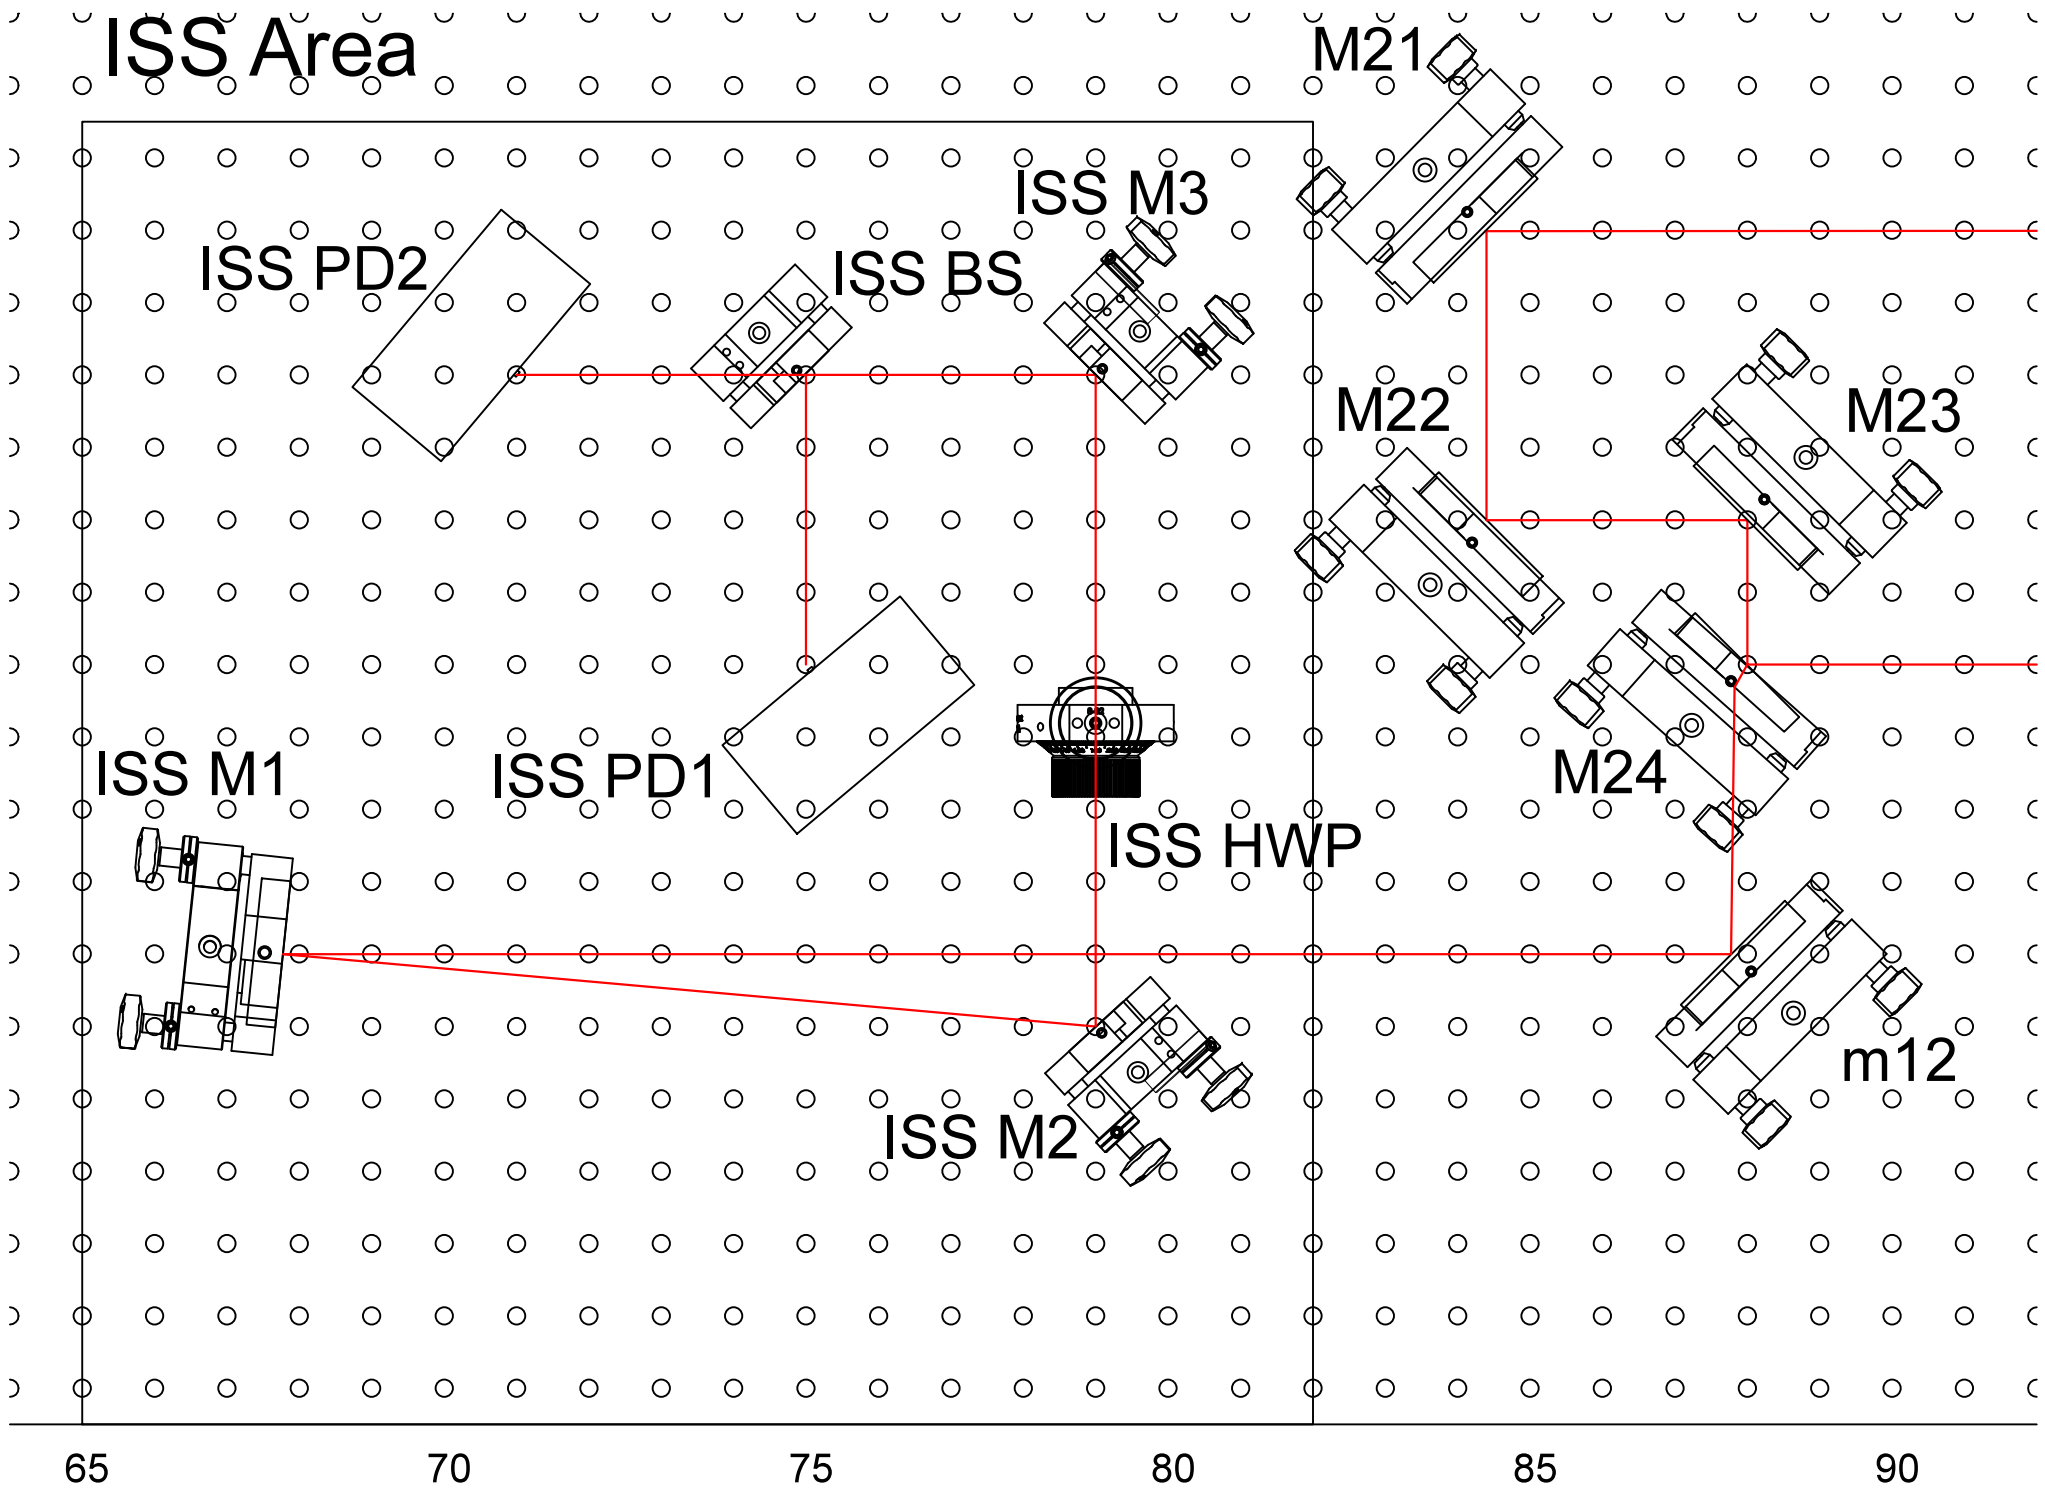 ISS Area
M21
ISS M3
ISS PD2
ISS BS
M22
M23
ISS M1
ISS PD1
M24
ISS HWP
m12
ISS M2
65
70
75
80
85
90